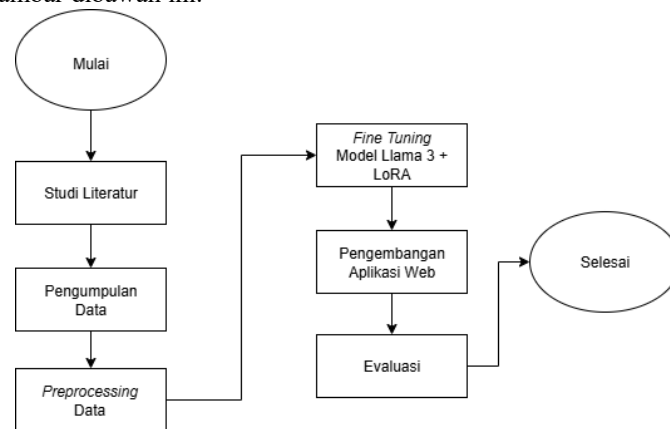 Mulai
Studi Literatur
Pengumpulan
Data
Preprocessing
Data
Fine Tuning
Model Llama 3 +
LoRA
Pengembangan
Aplikasi Web
Evaluasi
Selesai